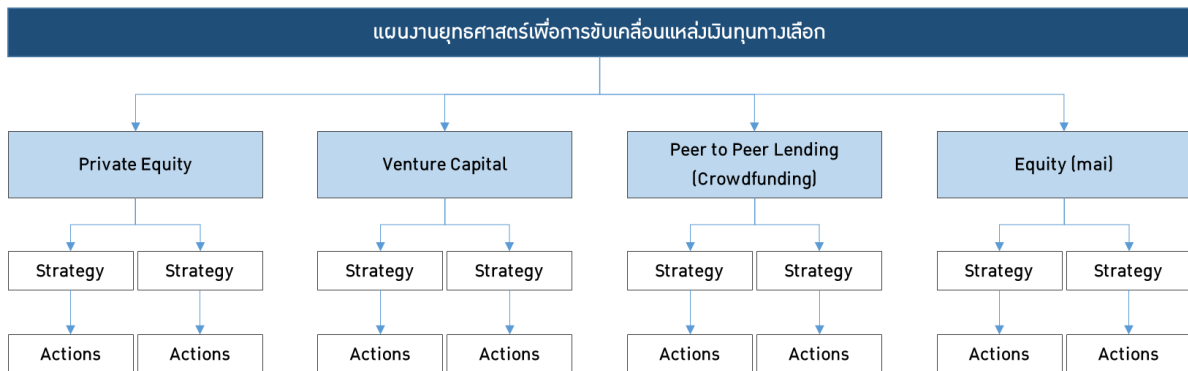 แผนงานยุทธศาสตร์เพื่อการขับเคลื่อนแหล่งเงินทุนทางเลือก
Private Equity
Venture Capital
Peer to Peer Lending
(Crowdfunding)
Equity (mai)
Strategy
Strategy
Strategy
Strategy
Strategy
Strategy
Strategy
Strategy
Actions
Actions
Actions
Actions
Actions
Actions
Actions
Actions